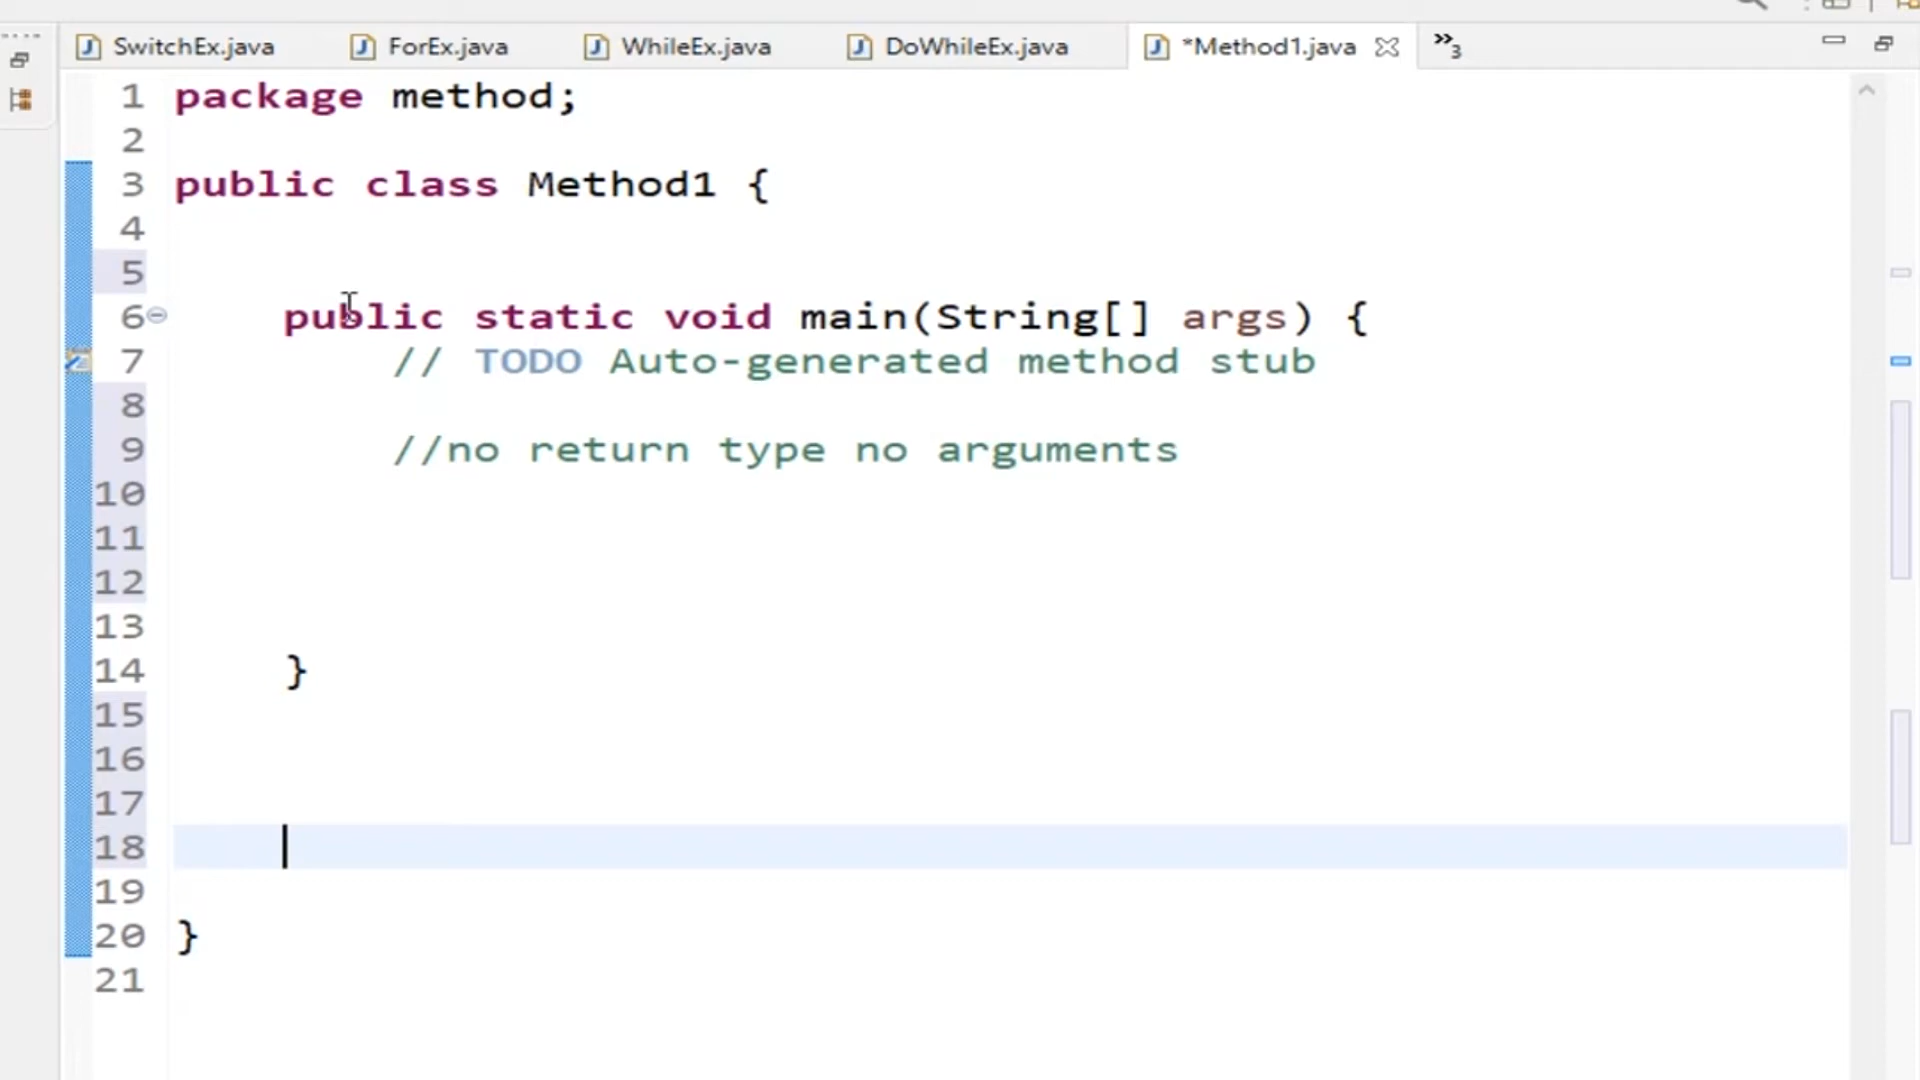 SwitchEx.java ForEx.java WhileEx.java DoWhileEx.java *Method1.java »3
1 package method;
2
3 public class Method1 {
4
5
6 public static void main(String[] args) {
7 // TODO Auto-generated method stub
8
9 //no return type no arguments
10
11
12
13
14 }
15
16
17
18
19
20 }
21